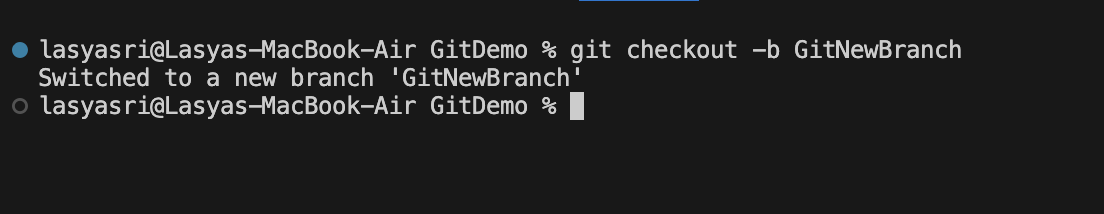 lasyasri@Lasyas-MacBook-Air GitDemo % git checkout -b GitNewBranch
Switched to a new branch 'GitNewBranch'
lasyasri@Lasyas-MacBook-Air GitDemo %